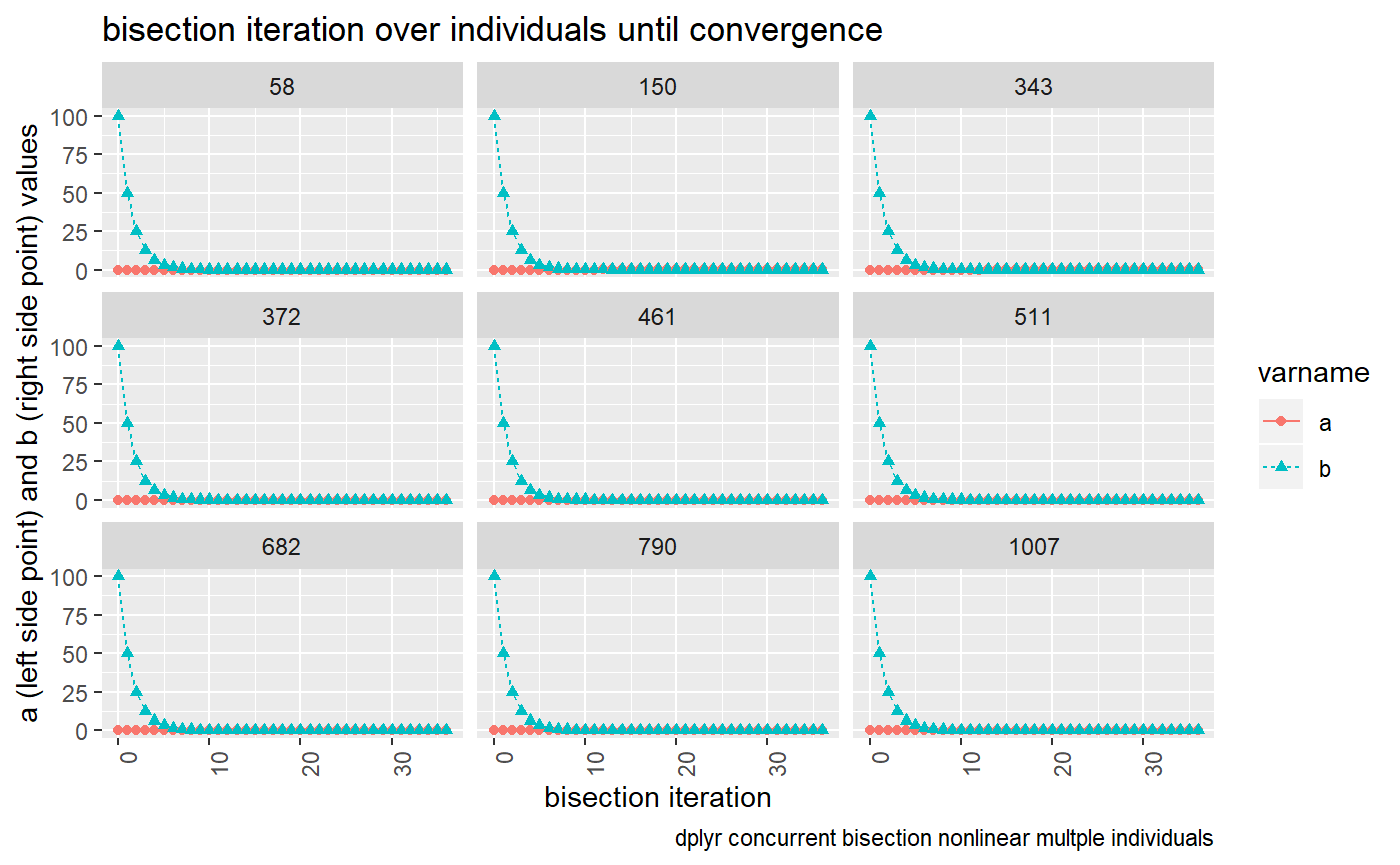 bisection iteration over individuals until convergence
a (left side point) and b (right side point) values
58 150 343
100
75
50
25
0
372 461 511
100
75
50
25
0
682 790 1007
100
75
50
25
0
0 10 20 30 0 10 20 30 0 10 20 30
bisection iteration
varname
a
b
dplyr concurrent bisection nonlinear multple individuals